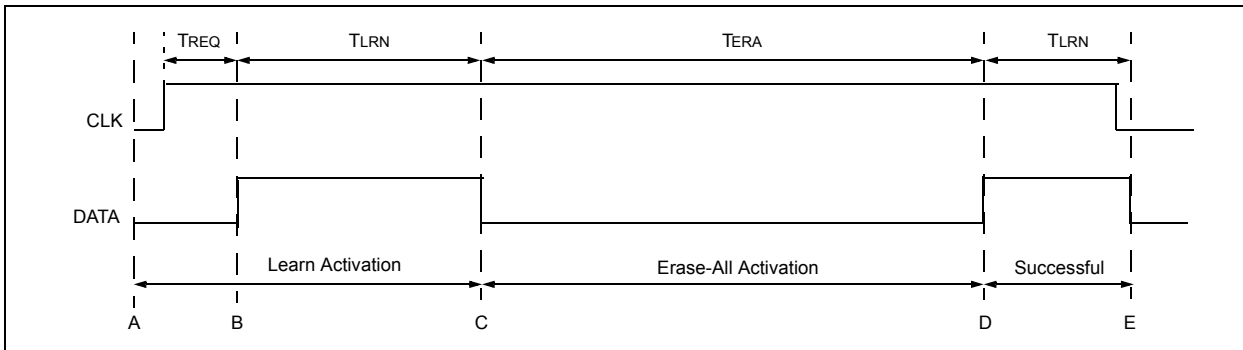 TREQ TLRN TERA TLRN
CLK
DATA
Learn Activation Erase-All Activation Successful
A B C D E